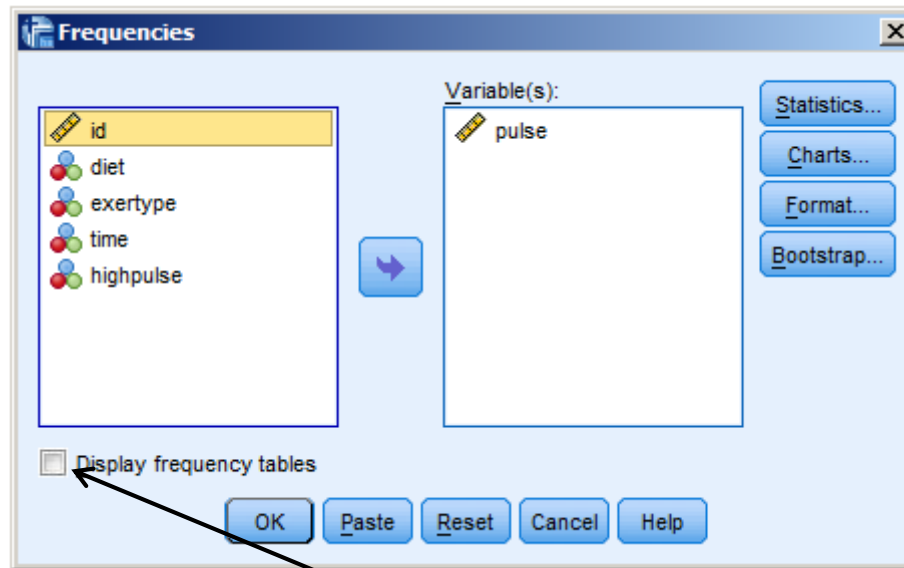 Frequencies
Variable(s):
id
diet
exertype
time
highpulse
pulse
Statistics...
Charts...
Format...
Bootstrap...
Display frequency tables
OK
Paste
Reset
Cancel
Help